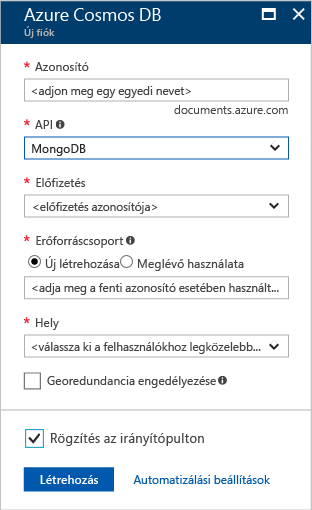 Azure Cosmos DB
Új fiók
* Azonosító
<adjon meg egy egyedi nevet>
documents.azure.com
* API
MongoDB
* Előfizetés
<előfizetés azonosítója>
* Erőforráscsoport
Új létrehozása Meglévő használata
<adja meg a fenti azonosító esetében használt...
* Hely
<válassza ki a felhasználókhoz legközelebb...
Georedundancia engedélyezése
Rögzítés az irányítópulton
Létrehozás Automatizálási beállítások